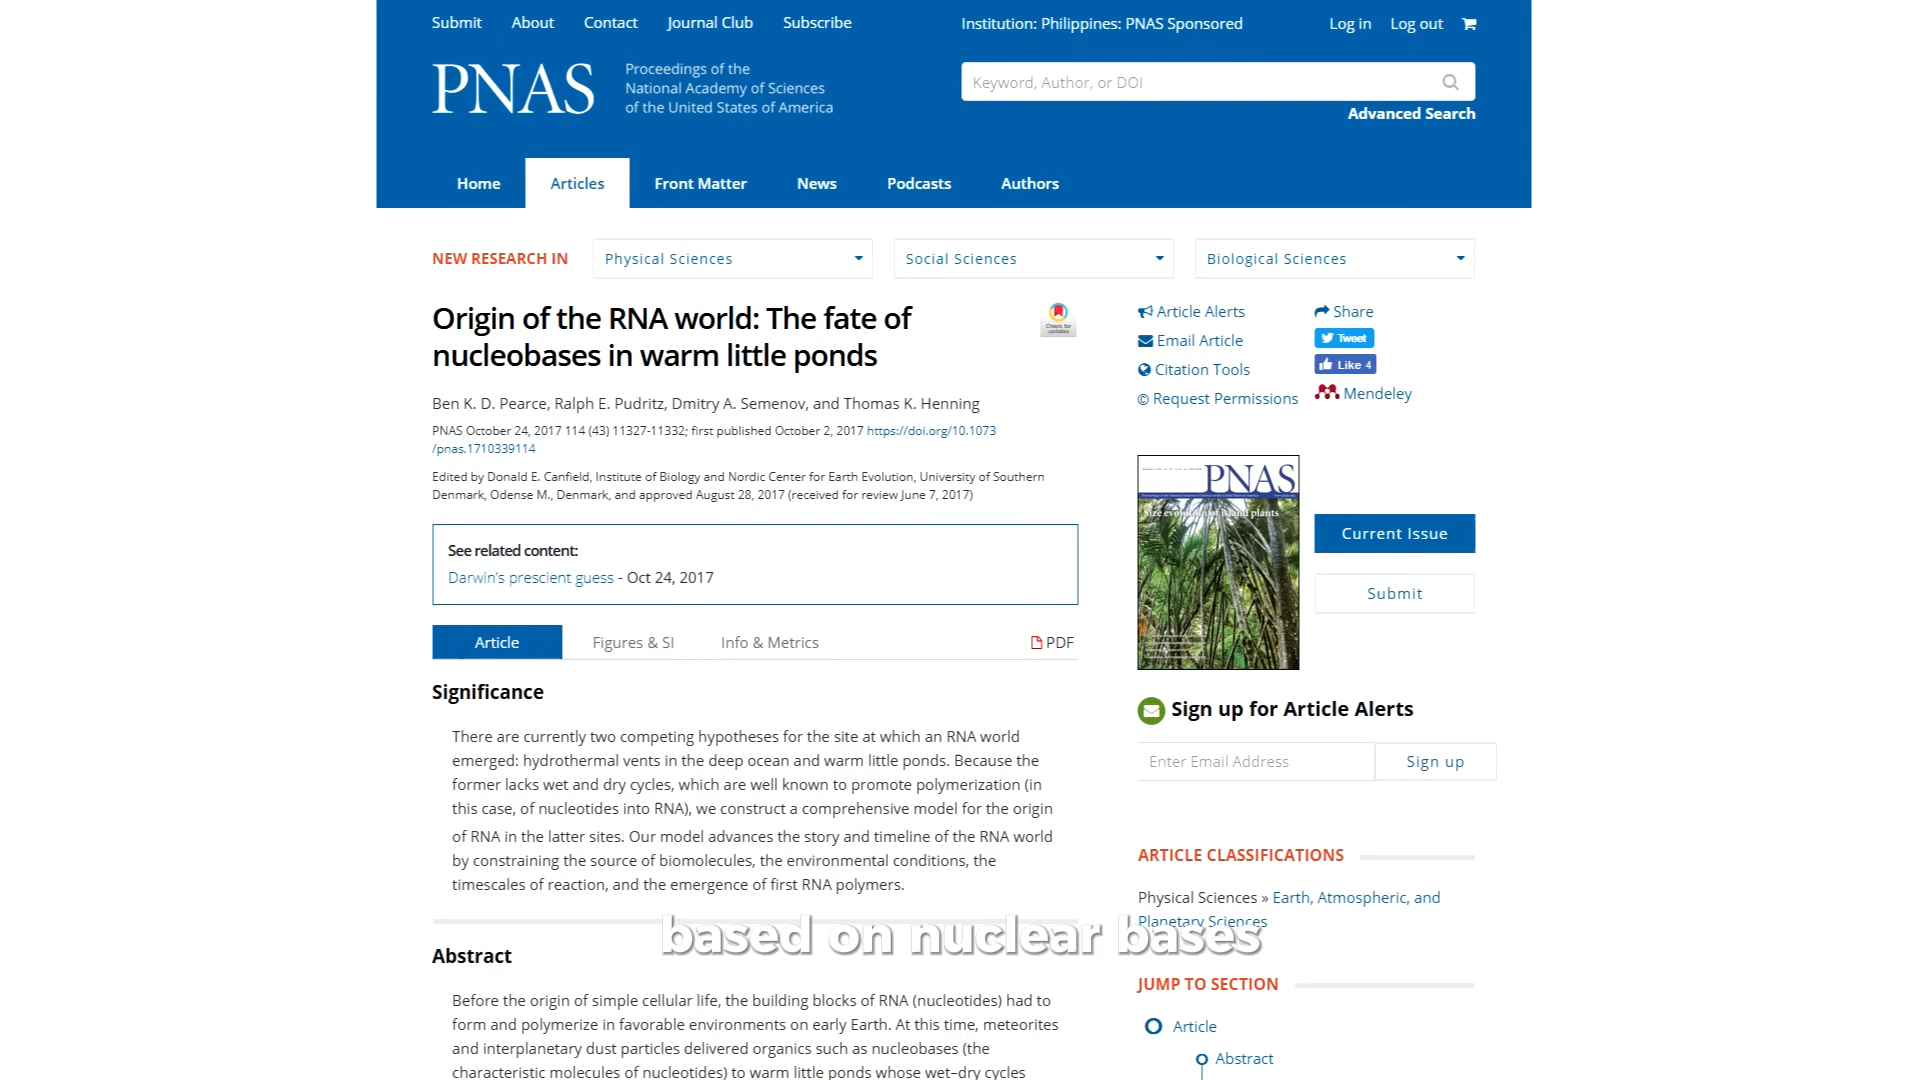 Submit About Contact Journal Club Subscribe
Institution: Philippines: PNAS Sponsored Log in Log out
PNAS
Proceedings of the
National Academy of Sciences
of the United States of America
Keyword, Author, or DOI
Advanced Search
Home Articles Front Matter News Podcasts Authors
NEW RESEARCH IN Physical Sciences Social Sciences Biological Sciences
Origin of the RNA world: The fate of
nucleobases in warm little ponds
Check for
updates
Ben K. D. Pearce, Ralph E. Pudritz, Dmitry A. Semenov, and Thomas K. Henning
PNAS October 24, 2017 114 (43) 11327-11332; first published October 2, 2017 https://doi.org/10.1073
/pnas.1710339114
Edited by Donald E. Canfield, Institute of Biology and Nordic Center for Earth Evolution, University of Southern
Denmark, Odense M., Denmark, and approved August 28, 2017 (received for review June 7, 2017)
See related content:
Darwin's prescient guess - Oct 24, 2017
Article Figures & SI Info & Metrics PDF
Significance
There are currently two competing hypotheses for the site at which an RNA world
emerged: hydrothermal vents in the deep ocean and warm little ponds. Because the
former lacks wet and dry cycles, which are well known to promote polymerization (in
this case, of nucleotides into RNA), we construct a comprehensive model for the origin
of RNA in the latter sites. Our model advances the story and timeline of the RNA world
by constraining the source of biomolecules, the environmental conditions, the
timescales of reaction, and the emergence of first RNA polymers.
Abstract
Before the origin of simple cellular life, the building blocks of RNA (nucleotides) had to
form and polymerize in favorable environments on early Earth. At this time, meteorites
and interplanetary dust particles delivered organics such as nucleobases (the
characteristic molecules of nucleotides) to warm little ponds whose wet–dry cycles
Article Alerts
Email Article
Citation Tools
© Request Permissions
Share
Tweet
Like 4
Mendeley
PNAS
Size evolution of island plants
Current Issue
Submit
Sign up for Article Alerts
Enter Email Address Sign up
ARTICLE CLASSIFICATIONS
Physical Sciences » Earth, Atmospheric, and
Planetary Sciences
JUMP TO SECTION
Article
Abstract
based on nuclear bases